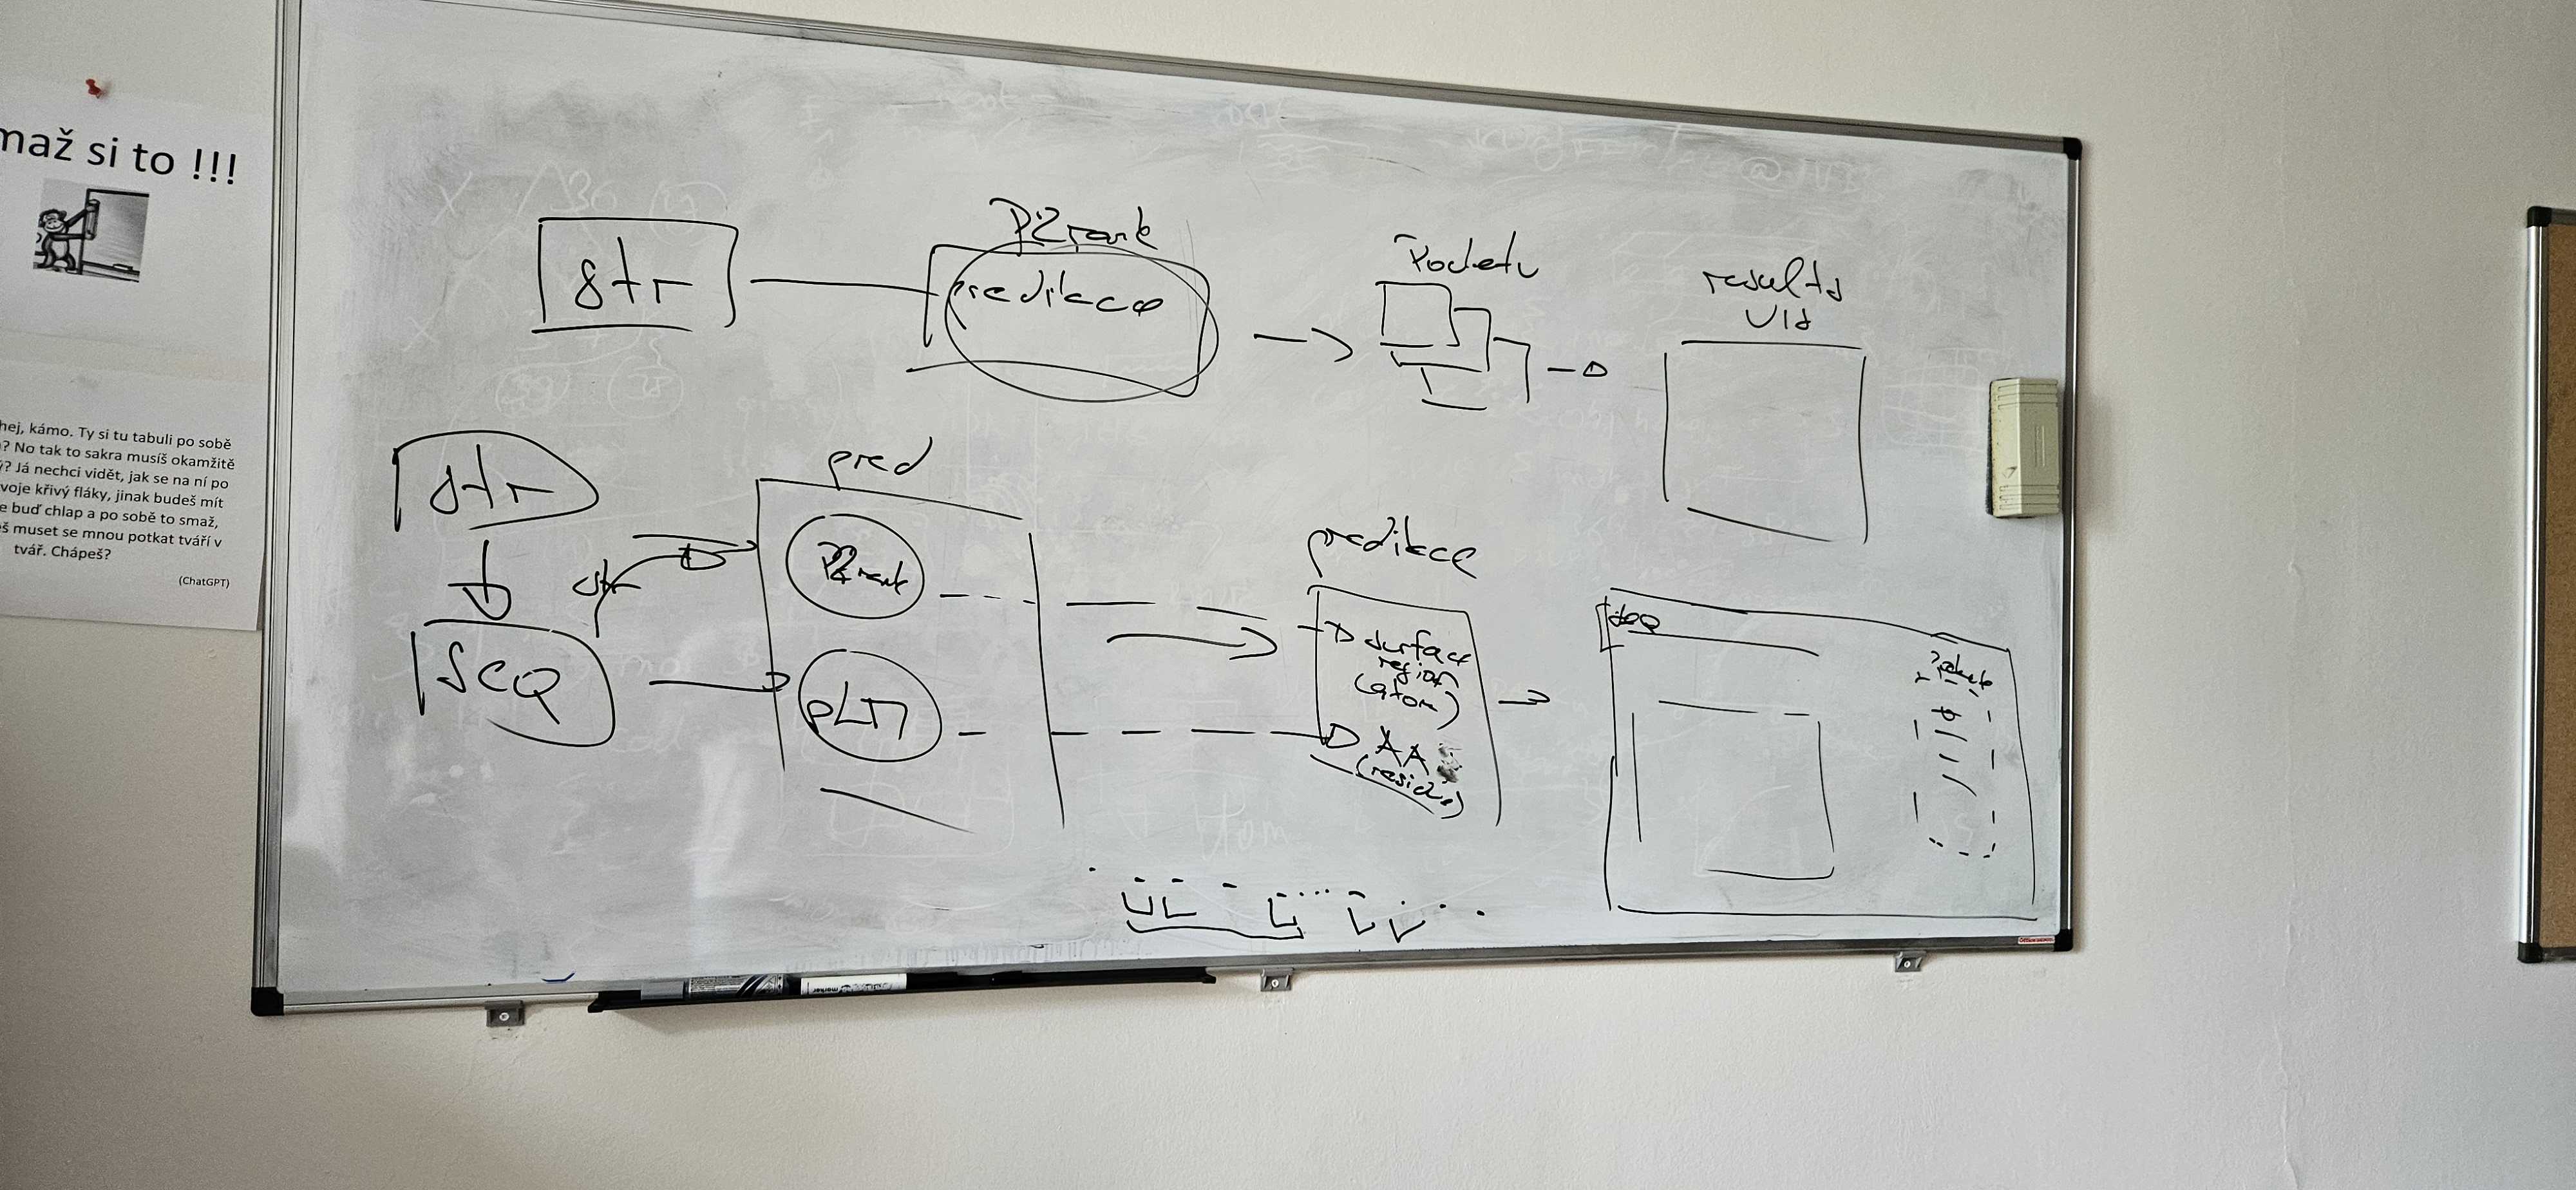 maž si to !!!
hej, kámo. Ty si tu tabuli po sobě
? No tak to sakra musíš okamžitě
? Já nechci vidět, jak se na ní po
voje křivý fláky, jinak budeš mít
e buď chlap a po sobě to smaž,
š muset se mnou potkat tváří v
tvář. Chápeš?
(ChatGPT)
str
P2rank
predikce
Pockety
results
vis
str
SEQ
str
pred
P2rank
pLM
predikce
surface
region
(atom)
AA
(residue)
SEQ
Pockets
marker